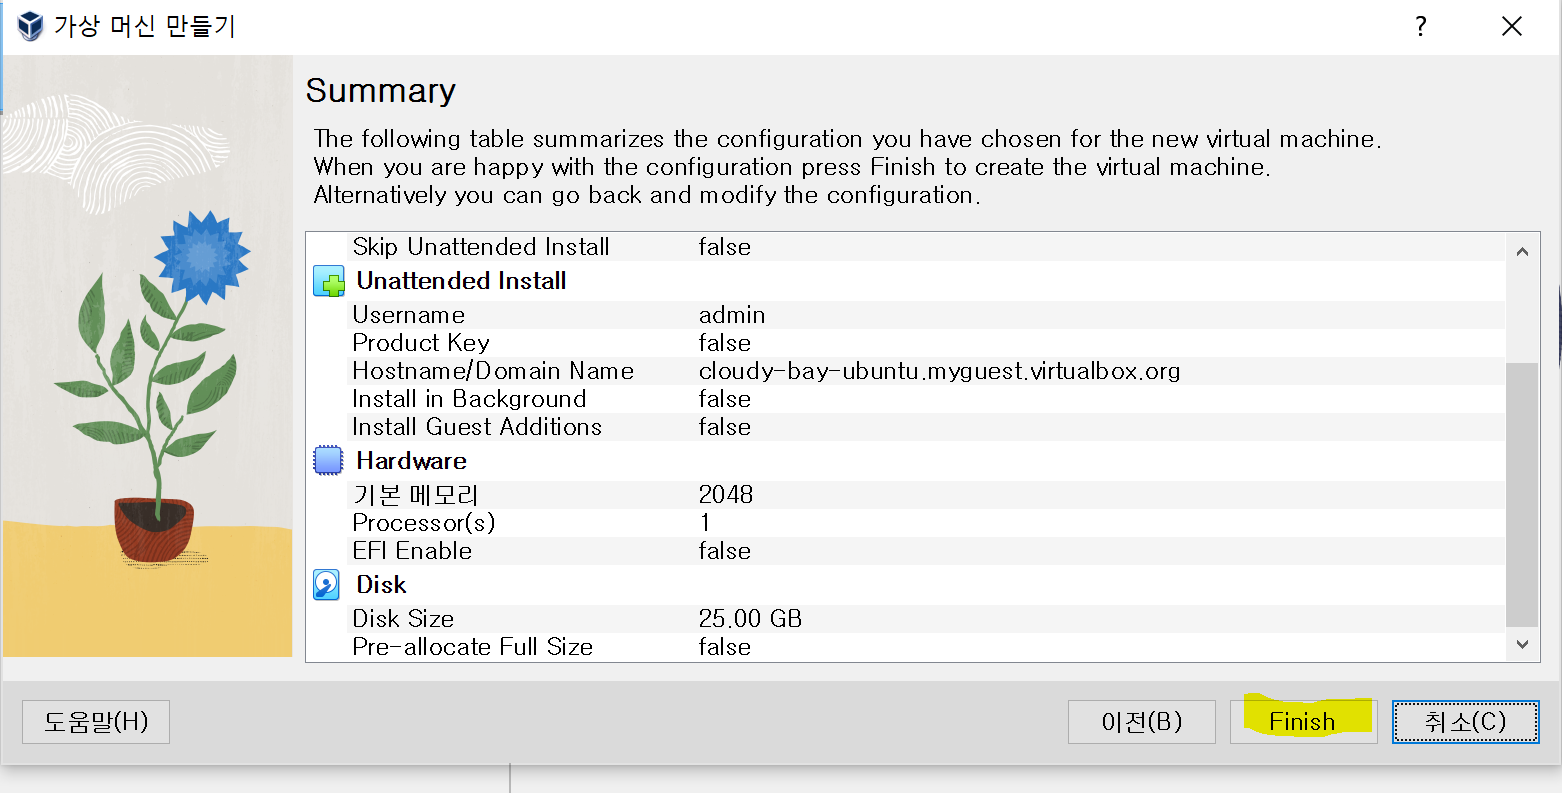 가상 머신 만들기
?
Summary
The following table summarizes the configuration you have chosen for the new virtual machine.
When you are happy with the configuration press Finish to create the virtual machine.
Alternatively you can go back and modify the configuration.
Skip Unattended Install false
Unattended Install
Username admin
Product Key false
Hostname/Domain Name cloudy-bay-ubuntu.myguest.virtualbox.org
Install in Background false
Install Guest Additions false
Hardware
기본 메모리 2048
Processor(s) 1
EFI Enable false
Disk
Disk Size 25.00 GB
Pre-allocate Full Size false
도움말(H) 이전(B) Finish 취소(C)